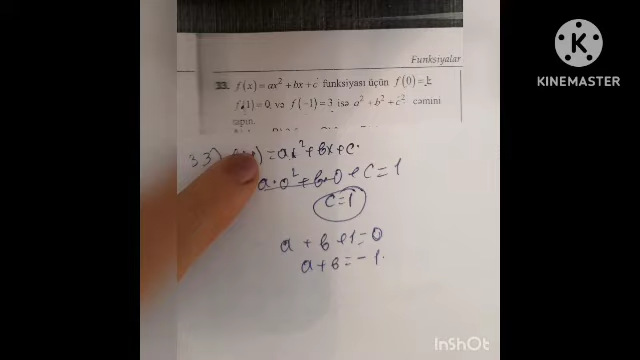 Funksiyalar
33. f(x) = ax² + bx + c funksiyası üçün f(0) = 1,
f(1) = 0 və f(−1) = 3 isə a² + b² + c² cəmini
tapın.
33) = ax² + bx + c.
a·0² + b·0 + c = 1
c = 1
a + b + 1 = 0
a + b = −1.
KINEMASTER
InShOt